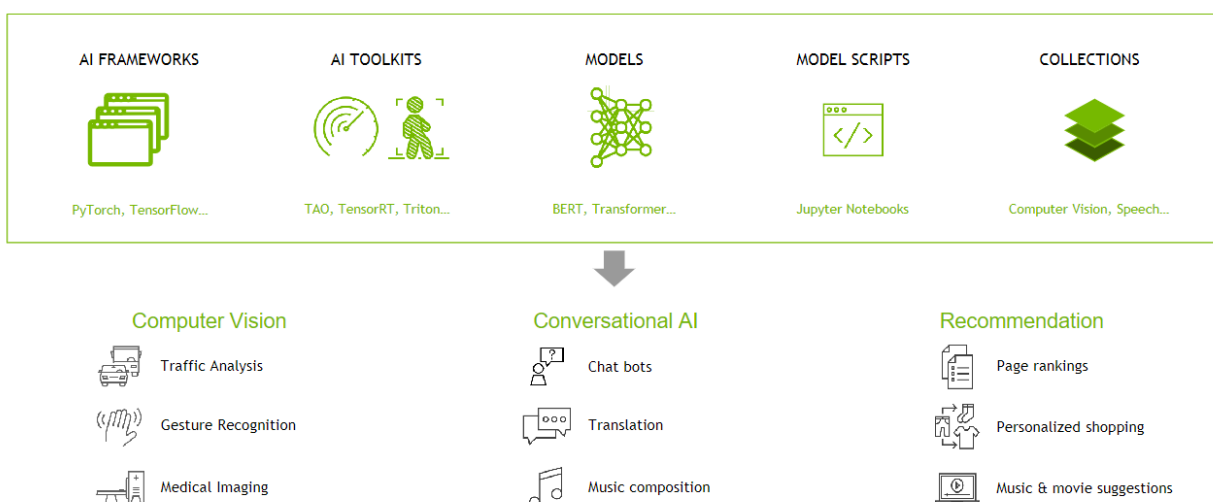 AI FRAMEWORKS
AI TOOLKITS
MODELS
MODEL SCRIPTS
COLLECTIONS
PyTorch, TensorFlow...
TAO, TensorRT, Triton...
BERT, Transformer...
Jupyter Notebooks
Computer Vision, Speech...
Computer Vision
Traffic Analysis
Gesture Recognition
Medical Imaging
Conversational AI
Chat bots
Translation
Music composition
Recommendation
Page rankings
Personalized shopping
Music & movie suggestions